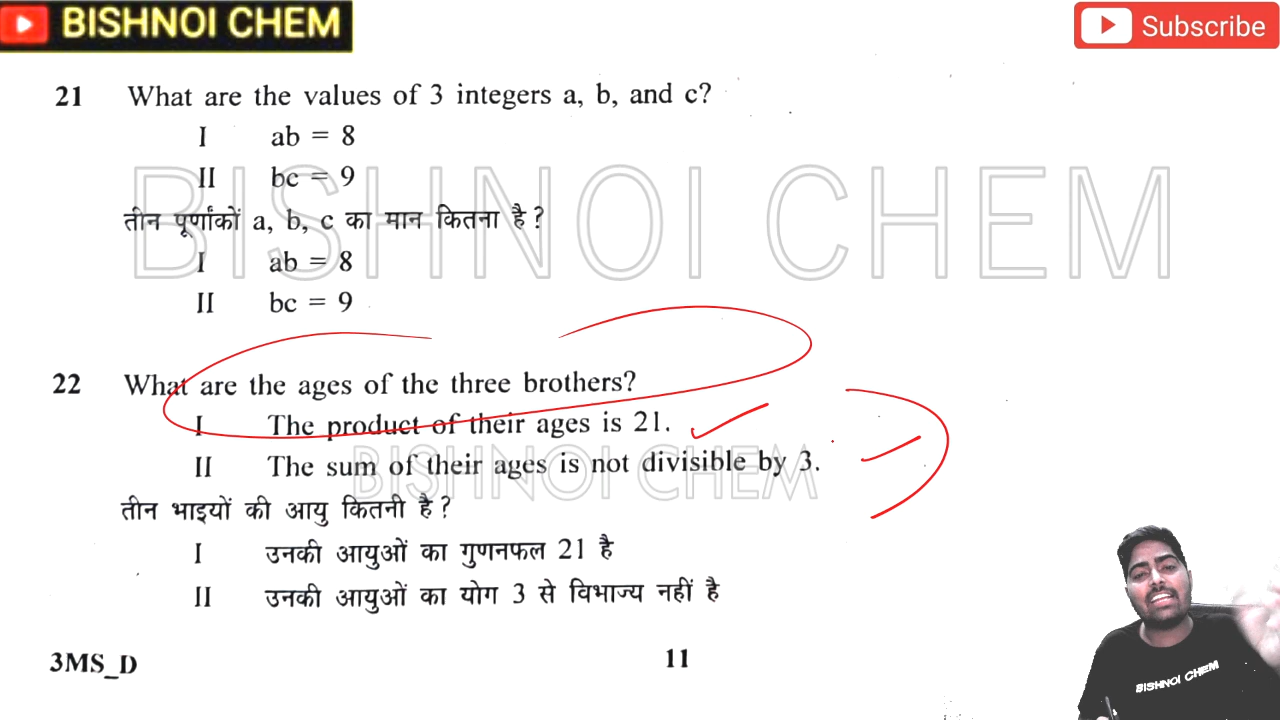 BISHNOI CHEM
Subscribe
21 What are the values of 3 integers a, b, and c?
I ab = 8
II bc = 9
BISHNOI CHEM
तीन पूर्णांकों a, b, c का मान कितना है?
I ab = 8
II bc = 9
22 What are the ages of the three brothers?
I The product of their ages is 21.
II The sum of their ages is not divisible by 3.
BISHNOI CHEM
तीन भाइयों की आयु कितनी है?
I उनकी आयुओं का गुणनफल 21 है
II उनकी आयुओं का योग 3 से विभाज्य नहीं है
3MS_D 11
BISHNOI CHEM